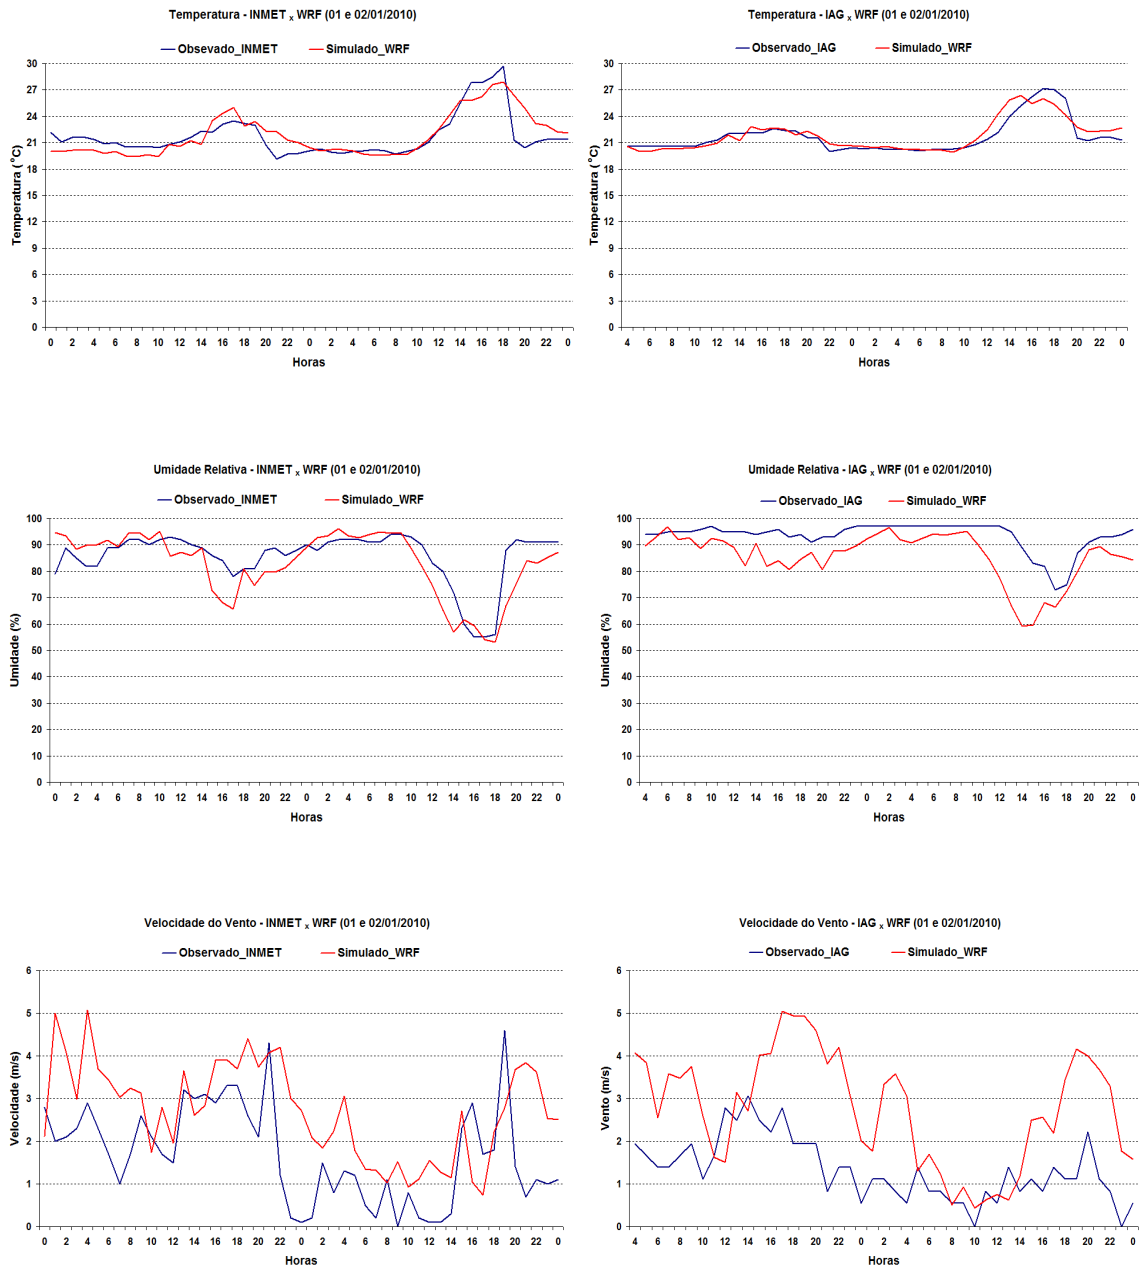 Temperatura - INMET x WRF (01 e 02/01/2010)
Obsevado_INMET Simulado_WRF
30
27
24
21
18
15
12
9
6
3
0
Temperatura ( °C)
0 2 4 6 8 10 12 14 16 18 20 22 0 2 4 6 8 10 12 14 16 18 20 22 0
Horas
Temperatura - IAG x WRF (01 e 02/01/2010)
Observado_IAG Simulado_WRF
30
27
24
21
18
15
12
9
6
3
0
Temperatura ( °C)
4 6 8 10 12 14 16 18 20 22 0 2 4 6 8 10 12 14 16 18 20 22 0
Horas
Umidade Relativa - INMET x WRF (01 e 02/01/2010)
Observado_INMET Simulado_WRF
100
90
80
70
60
50
40
30
20
10
0
Umidade (%)
0 2 4 6 8 10 12 14 16 18 20 22 0 2 4 6 8 10 12 14 16 18 20 22 0
Horas
Umidade Relativa - IAG x WRF (01 e 02/01/2010)
Observado_IAG Simulado_WRF
100
90
80
70
60
50
40
30
20
10
0
Umidade (%)
4 6 8 10 12 14 16 18 20 22 0 2 4 6 8 10 12 14 16 18 20 22 0
Horas
Velocidade do Vento - INMET x WRF (01 e 02/01/2010)
Observado_INMET Simulado_WRF
6
5
4
3
2
1
0
Velocidade (m/s)
0 2 4 6 8 10 12 14 16 18 20 22 0 2 4 6 8 10 12 14 16 18 20 22 0
Horas
Velocidade do Vento - IAG x WRF (01 e 02/01/2010)
Observado_IAG Simulado_WRF
6
5
4
3
2
1
0
Vento (m/s)
4 6 8 10 12 14 16 18 20 22 0 2 4 6 8 10 12 14 16 18 20 22 0
Horas